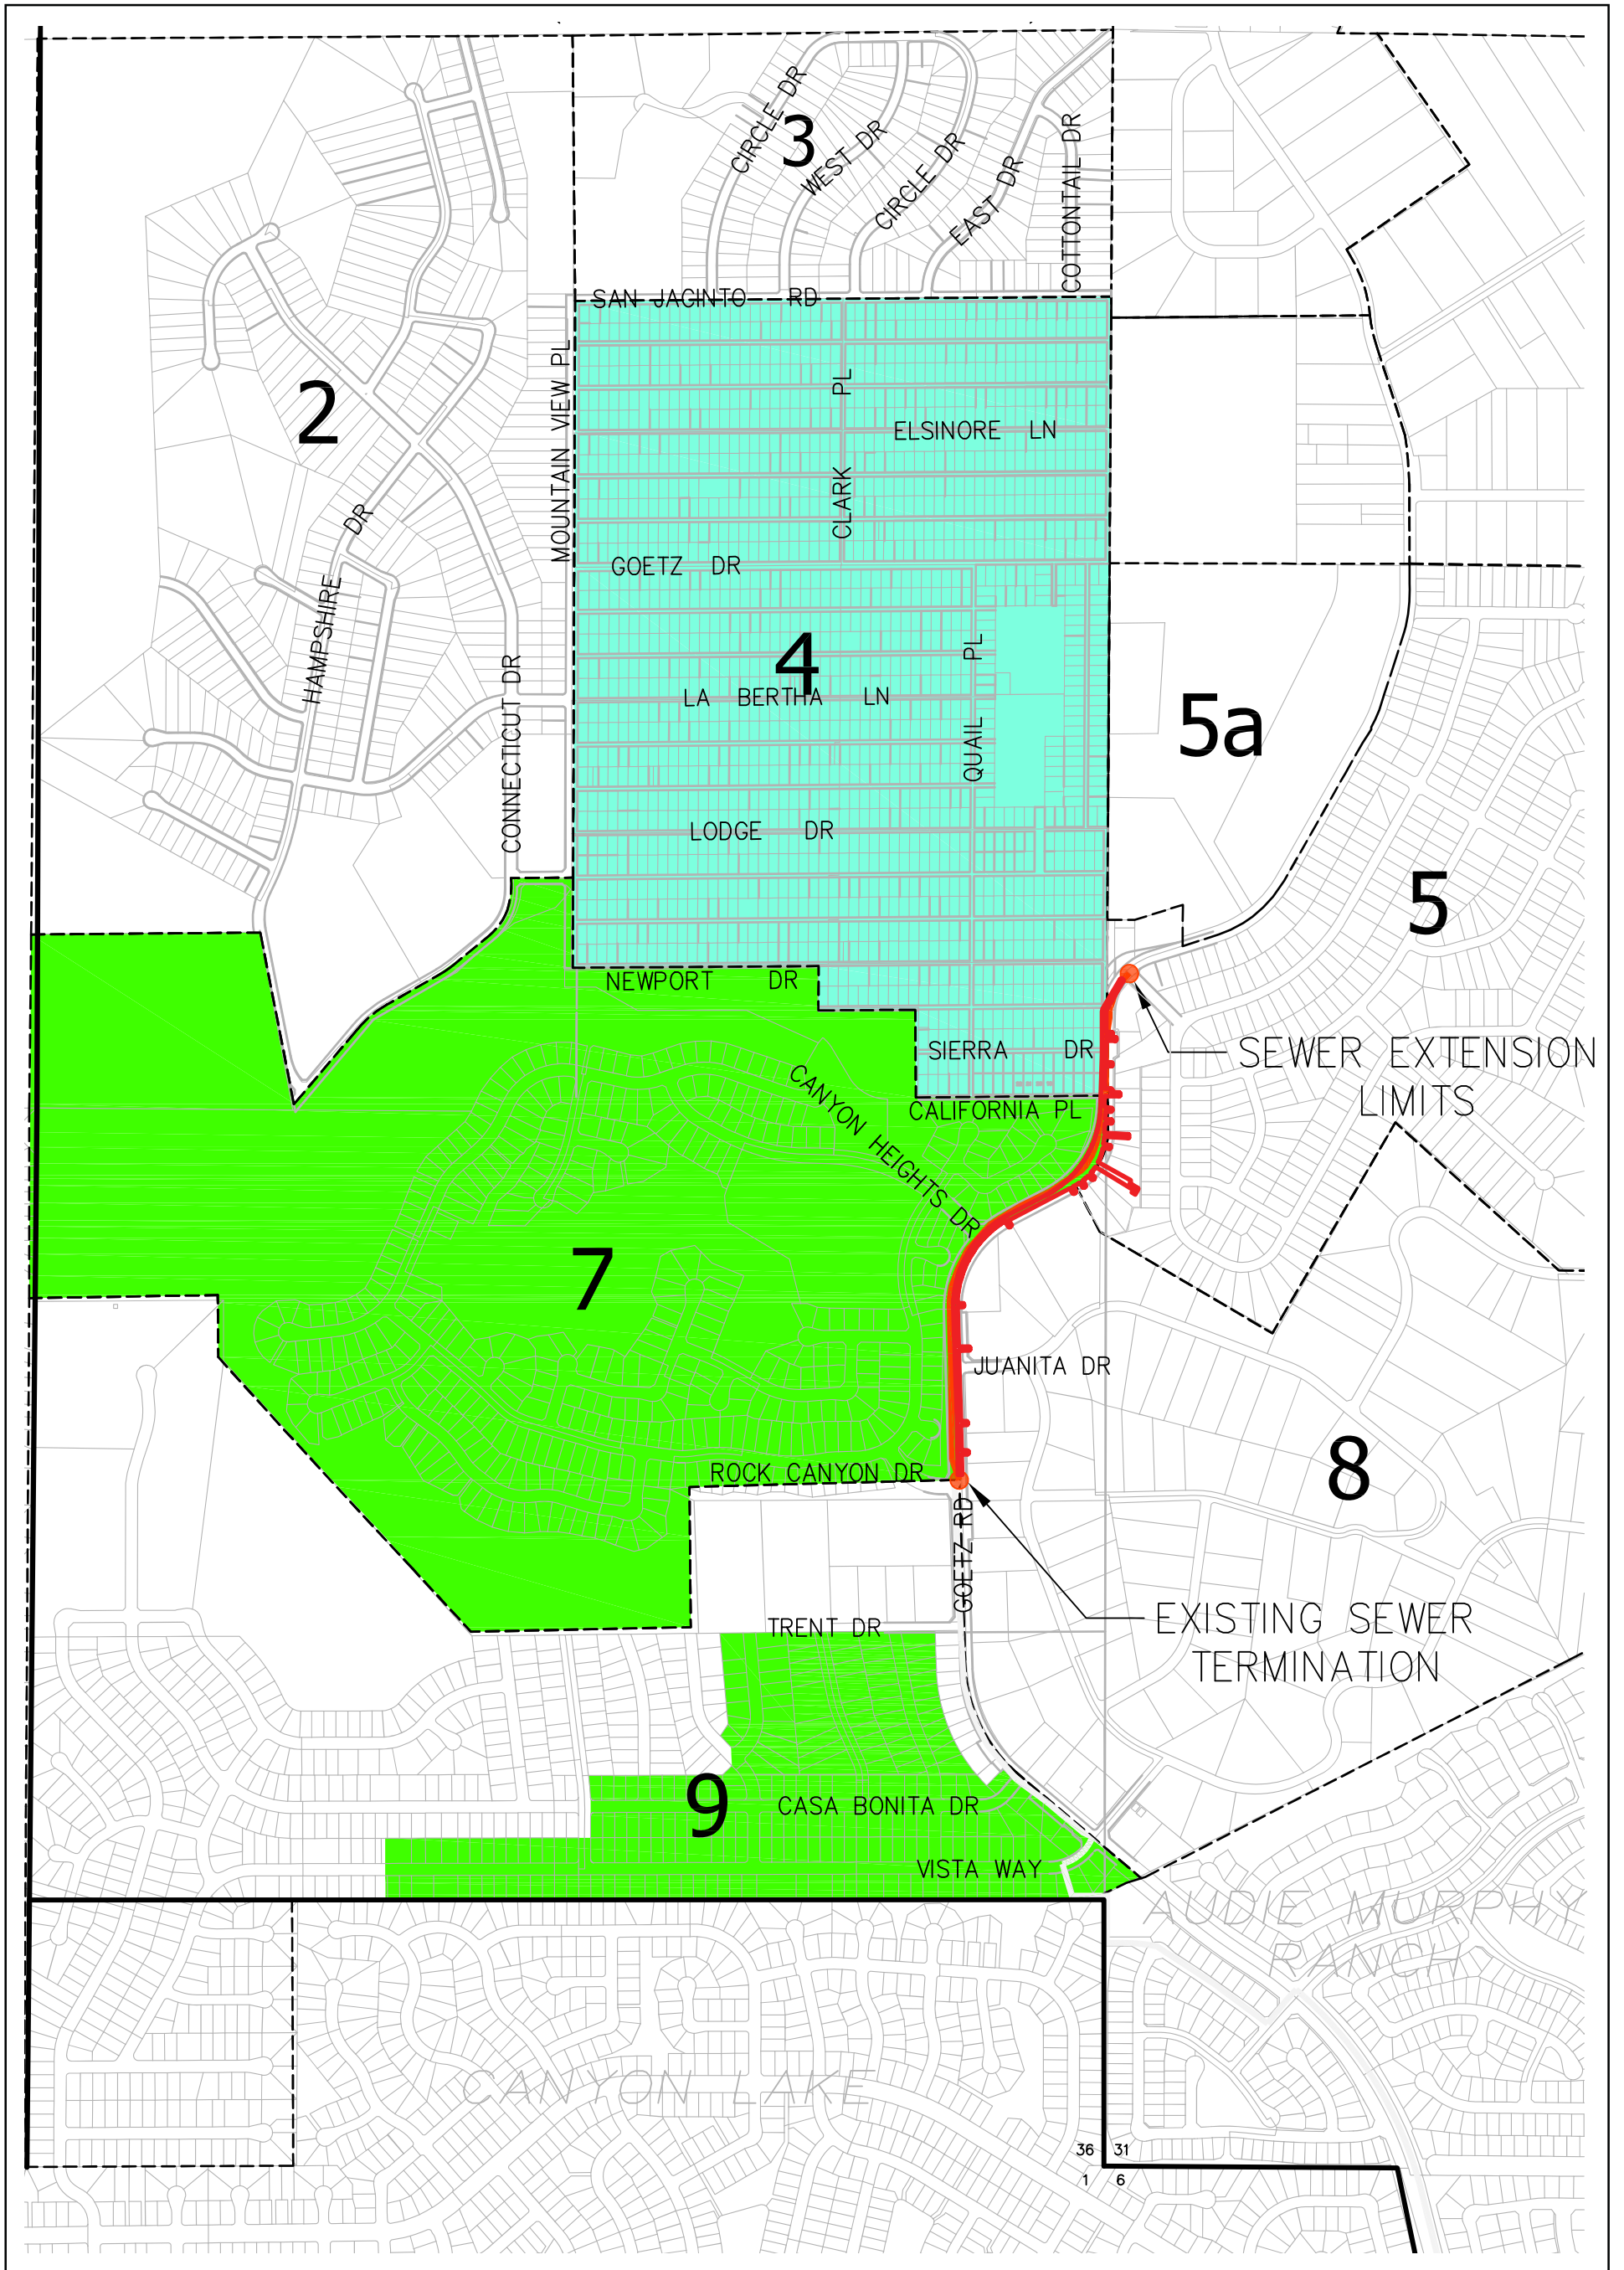 CIRCLE DR
3
WEST DR
CIRCLE DR
EAST DR
COTTONTAIL DR
SAN JACINTO RD
2
MOUNTAIN VIEW PL
CLARK PL
ELSINORE LN
HAMPSHIRE DR
GOETZ DR
4
LA BERTHA LN
QUAIL PL
5a
CONNECTICUT DR
LODGE DR
5
NEWPORT DR
SIERRA DR
SEWER EXTENSION
LIMITS
CANYON HEIGHTS DR
CALIFORNIA PL
7
JUANITA DR
8
ROCK CANYON DR
GOETZ RD
EXISTING SEWER
TERMINATION
TRENT DR
9
CASA BONITA DR
VISTA WAY
AUDIE MURPHY
RANCH
CANYON LAKE
36 31
1 6